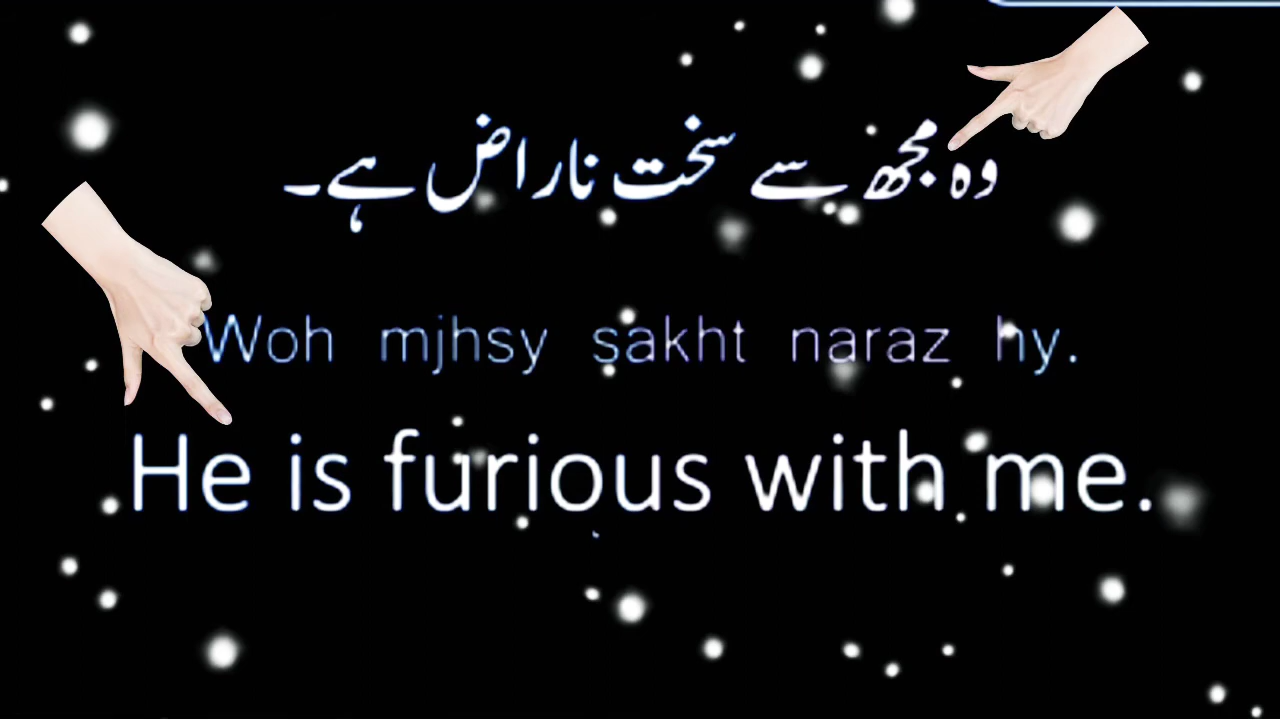 وہ مجھ سے سخت ناراض ہے۔
Woh mjhsy sakht naraz hy.
He is furious with me.